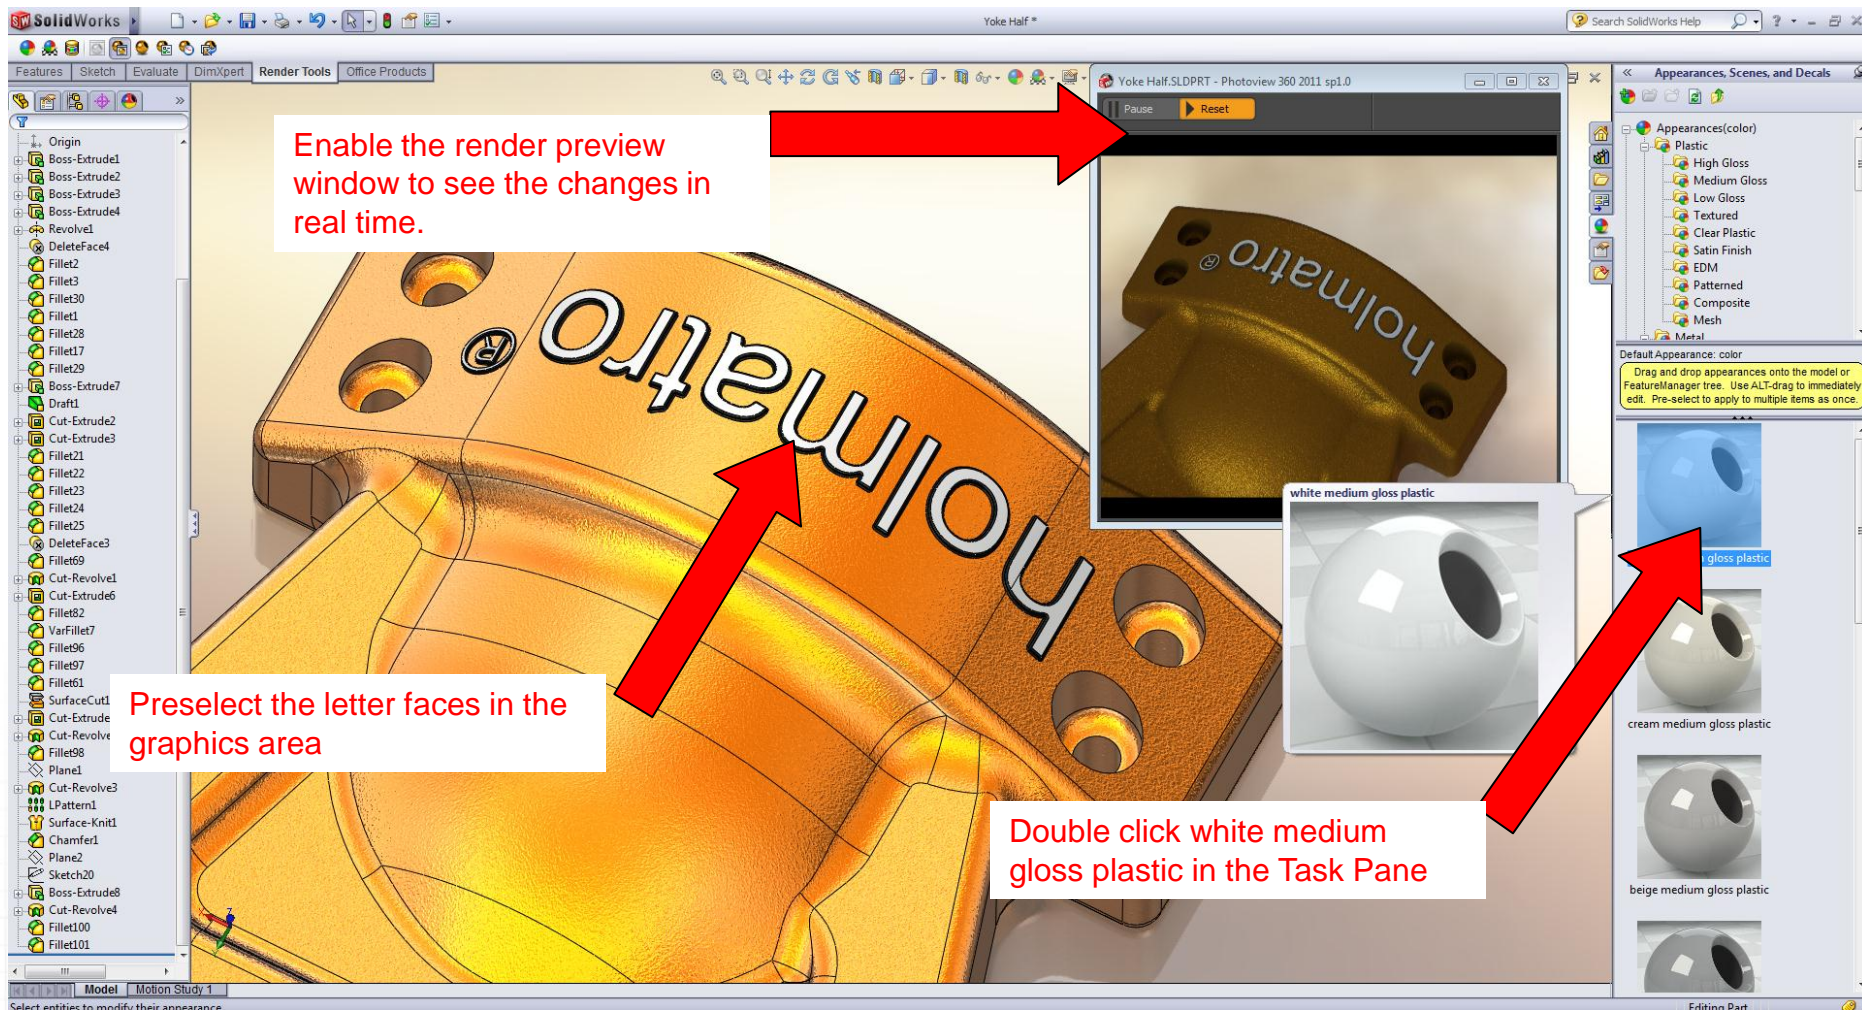 SolidWorks
Yoke Half *
Search SolidWorks Help
Features
Sketch
Evaluate
DimXpert
Render Tools
Office Products
Origin
Boss-Extrude1
Boss-Extrude2
Boss-Extrude3
Boss-Extrude4
Revolve1
DeleteFace4
Fillet2
Fillet3
Fillet30
Fillet1
Fillet28
Fillet17
Fillet29
Boss-Extrude7
Draft1
Cut-Extrude2
Cut-Extrude3
Fillet21
Fillet22
Fillet23
Fillet24
Fillet25
DeleteFace3
Fillet69
Cut-Revolve1
Cut-Extrude6
Fillet82
VarFillet7
Fillet96
Fillet97
Fillet61
SurfaceCut1
Cut-Extrude
Cut-Revolve
Fillet98
Plane1
Cut-Revolve3
LPattern1
Surface-Knit1
Chamfer1
Plane2
Sketch20
Boss-Extrude8
Cut-Revolve4
Fillet100
Fillet101
Model
Motion Study 1
Select entities to modify their appearance
Enable the render preview
window to see the changes in
real time.
holmatro ®
Preselect the letter faces in the
graphics area
Yoke Half.SLDPRT - Photoview 360 2011 sp1.0
Pause
Reset
holmatro ®
white medium gloss plastic
Double click white medium
gloss plastic in the Task Pane
Appearances, Scenes, and Decals
Appearances(color)
Plastic
High Gloss
Medium Gloss
Low Gloss
Textured
Clear Plastic
Satin Finish
EDM
Patterned
Composite
Mesh
Metal
Default Appearance: color
Drag and drop appearances onto the model or
FeatureManager tree. Use ALT-drag to immediately
edit. Pre-select to apply to multiple items as once.
gloss plastic
cream medium gloss plastic
beige medium gloss plastic
Editing Part